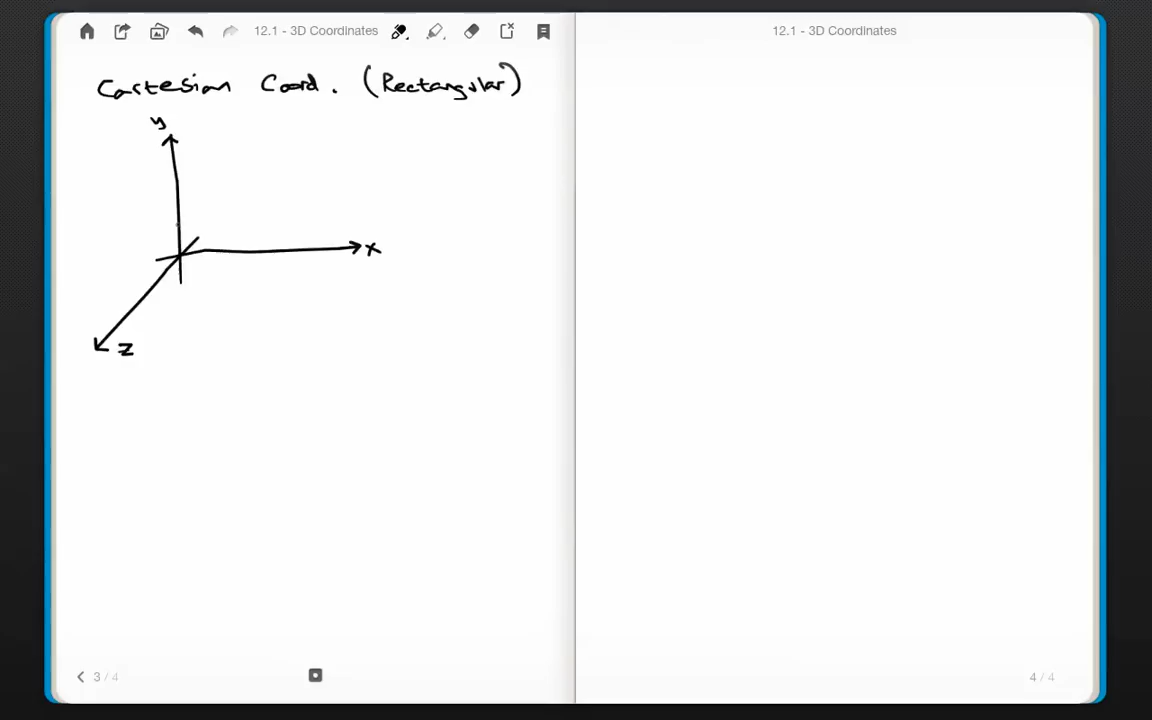 12.1 - 3D Coordinates
Cartesian Coord. (Rectangular)
y
x
z
3 / 4
12.1 - 3D Coordinates
4 / 4